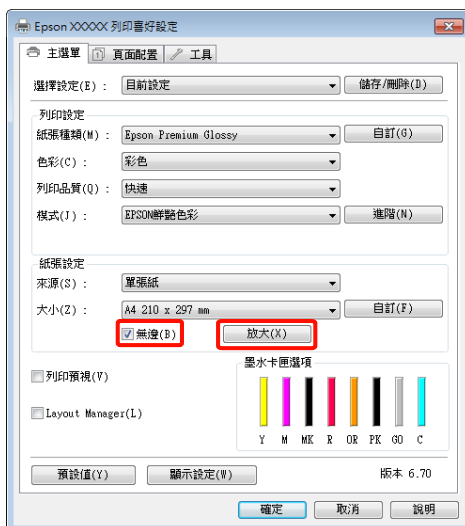 Epson XXXXX 列印喜好設定
主選單 頁面配置 工具
選擇設定(E) : 目前設定 儲存/刪除(D)
列印設定
紙張種類(M) : Epson Premium Glossy 自訂(G)
色彩(C) : 彩色
列印品質(Q) : 快速
模式(J) : EPSON鮮豔色彩 進階(N)
紙張設定
來源(S) : 單張紙
大小(Z) : A4 210 x 297 mm 自訂(F)
無邊(B) 放大(X)
墨水卡匣選項
列印預視(V)
Layout Manager(L)
Y M MK R OR PK GO C
預設值(Y) 顯示設定(W) 版本 6.70
確定 取消 說明